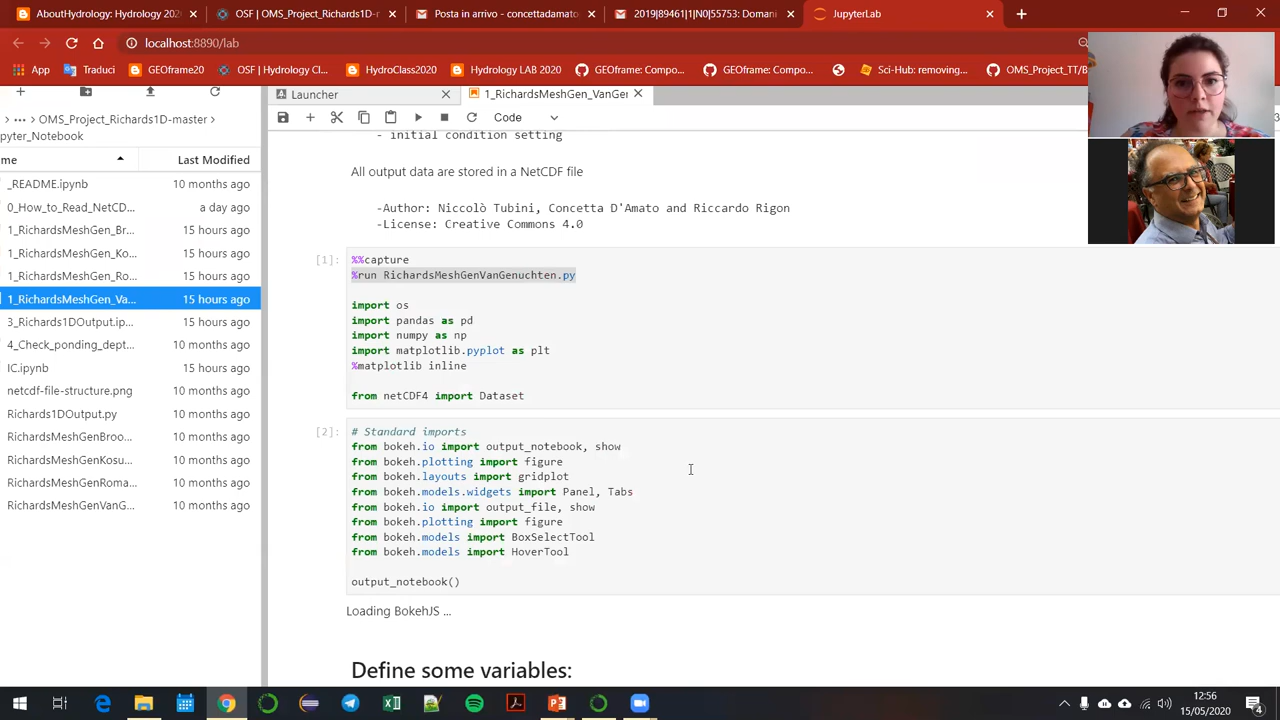 AboutHydrology: Hydrology 202
OSF | OMS_Project_Richards1D-m
Posta in arrivo - concettadamato
2019|89461|1|N0|55753: Domani
JupyterLab
localhost:8890/lab
App
Traduci
GEOframe20
OSF | Hydrology Cl...
HydroClass2020
Hydrology LAB 2020
GEOframe: Compo...
GEOframe: Compo...
Sci-Hub: removing...
OMS_Project_TT/B
Launcher
1_RichardsMeshGen_VanGer
Code
3
/ ··· / OMS_Project_Richards1D-master /
pyter_Notebook
me
Last Modified
_README.ipynb
10 months ago
0_How_to_Read_NetCD...
a day ago
1_RichardsMeshGen_Br...
15 hours ago
1_RichardsMeshGen_Ko...
15 hours ago
1_RichardsMeshGen_Ro...
15 hours ago
1_RichardsMeshGen_Va...
15 hours ago
3_Richards1DOutput.ip...
15 hours ago
4_Check_ponding_dept...
10 months ago
IC.ipynb
15 hours ago
netcdf-file-structure.png
10 months ago
Richards1DOutput.py
10 months ago
RichardsMeshGenBroo...
10 months ago
RichardsMeshGenKosu...
10 months ago
RichardsMeshGenRoma...
10 months ago
RichardsMeshGenVanG...
10 months ago
- initial condition setting
All output data are stored in a NetCDF file
-Author: Niccolò Tubini, Concetta D'Amato and Riccardo Rigon
-License: Creative Commons 4.0
[1]:
%%capture
%run RichardsMeshGenVanGenuchten.py
import os
import pandas as pd
import numpy as np
import matplotlib.pyplot as plt
%matplotlib inline
from netCDF4 import Dataset
[2]:
# Standard imports
from bokeh.io import output_notebook, show
from bokeh.plotting import figure
from bokeh.layouts import gridplot
from bokeh.models.widgets import Panel, Tabs
from bokeh.io import output_file, show
from bokeh.plotting import figure
from bokeh.models import BoxSelectTool
from bokeh.models import HoverTool
output_notebook()
Loading BokehJS ...
Define some variables:
12:56
15/05/2020
4